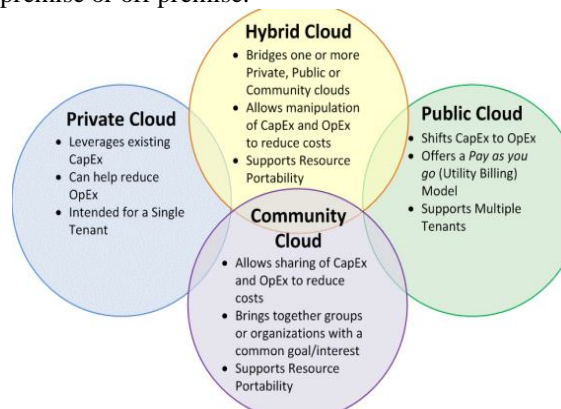 premise or off premise.
Hybrid Cloud
• Bridges one or more
Private, Public or
Community clouds
• Allows manipulation
of CapEx and OpEx
to reduce costs
• Supports Resource
Portability
Private Cloud
• Leverages existing
CapEx
• Can help reduce
OpEx
• Intended for a Single
Tenant
Public Cloud
• Shifts CapEx to OpEx
• Offers a Pay as you
go (Utility Billing)
Model
• Supports Multiple
Tenants
Community
Cloud
• Allows sharing of CapEx
and OpEx to reduce
costs
• Brings together groups
or organizations with a
common goal/interest
• Supports Resource
Portability